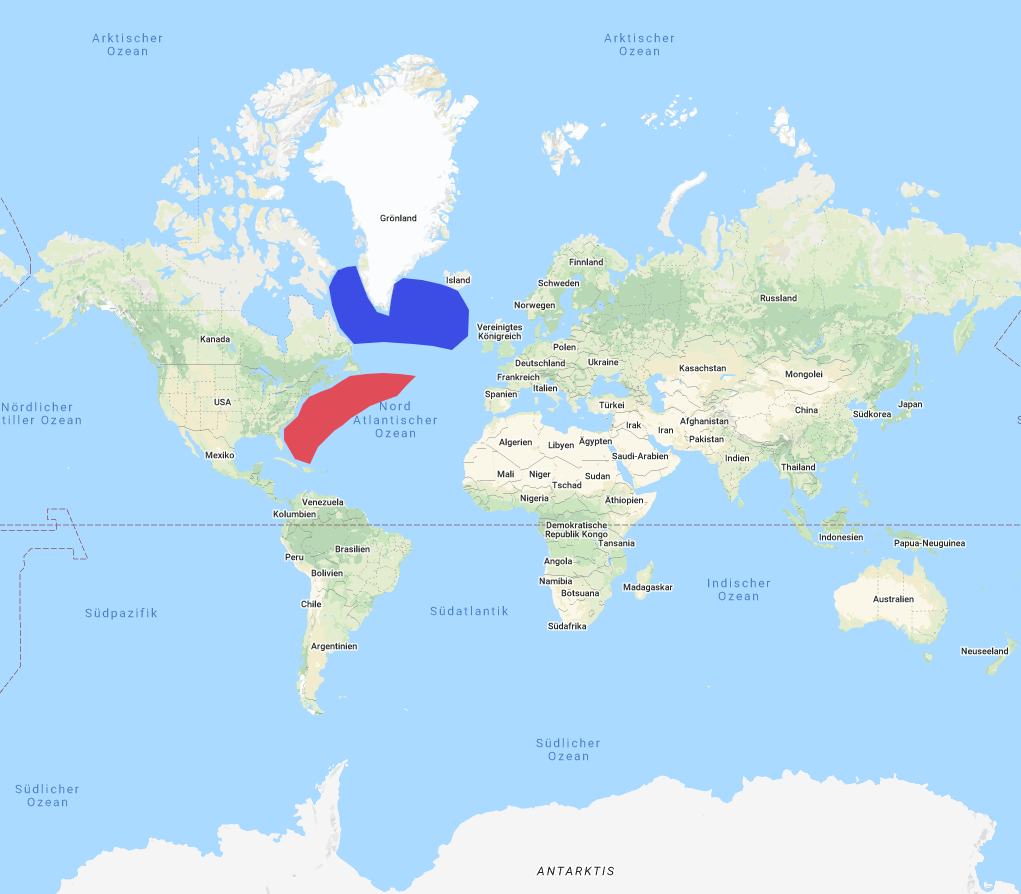 Arktischer
Ozean
Arktischer
Ozean
Grönland
Island
Finnland
Schweden
Norwegen
Russland
Vereinigtes
Königreich
Kanada
Polen
Deutschland
Ukraine
Frankreich
Kasachstan
Mongolei
Italien
Spanien
USA
Nördlicher
tiller Ozean
Nord
Atlantischer
Ozean
Türkei
China
Japan
Südkorea
Irak
Iran
Afghanistan
Pakistan
Algerien
Libyen
Ägypten
Saudi-Arabien
Mexiko
Indien
Thailand
Mali
Niger
Sudan
Tschad
Nigeria
Äthiopien
Venezuela
Kolumbien
Demokratische
Republik Kongo
Tansania
Indonesien
Papua-Neuguinea
Peru
Brasilien
Angola
Bolivien
Namibia
Botsuana
Madagaskar
Indischer
Ozean
Australien
Chile
Südpazifik
Südatlantik
Südafrika
Argentinien
Neuseeland
Südlicher
Ozean
Südlicher
Ozean
ANTARKTIS